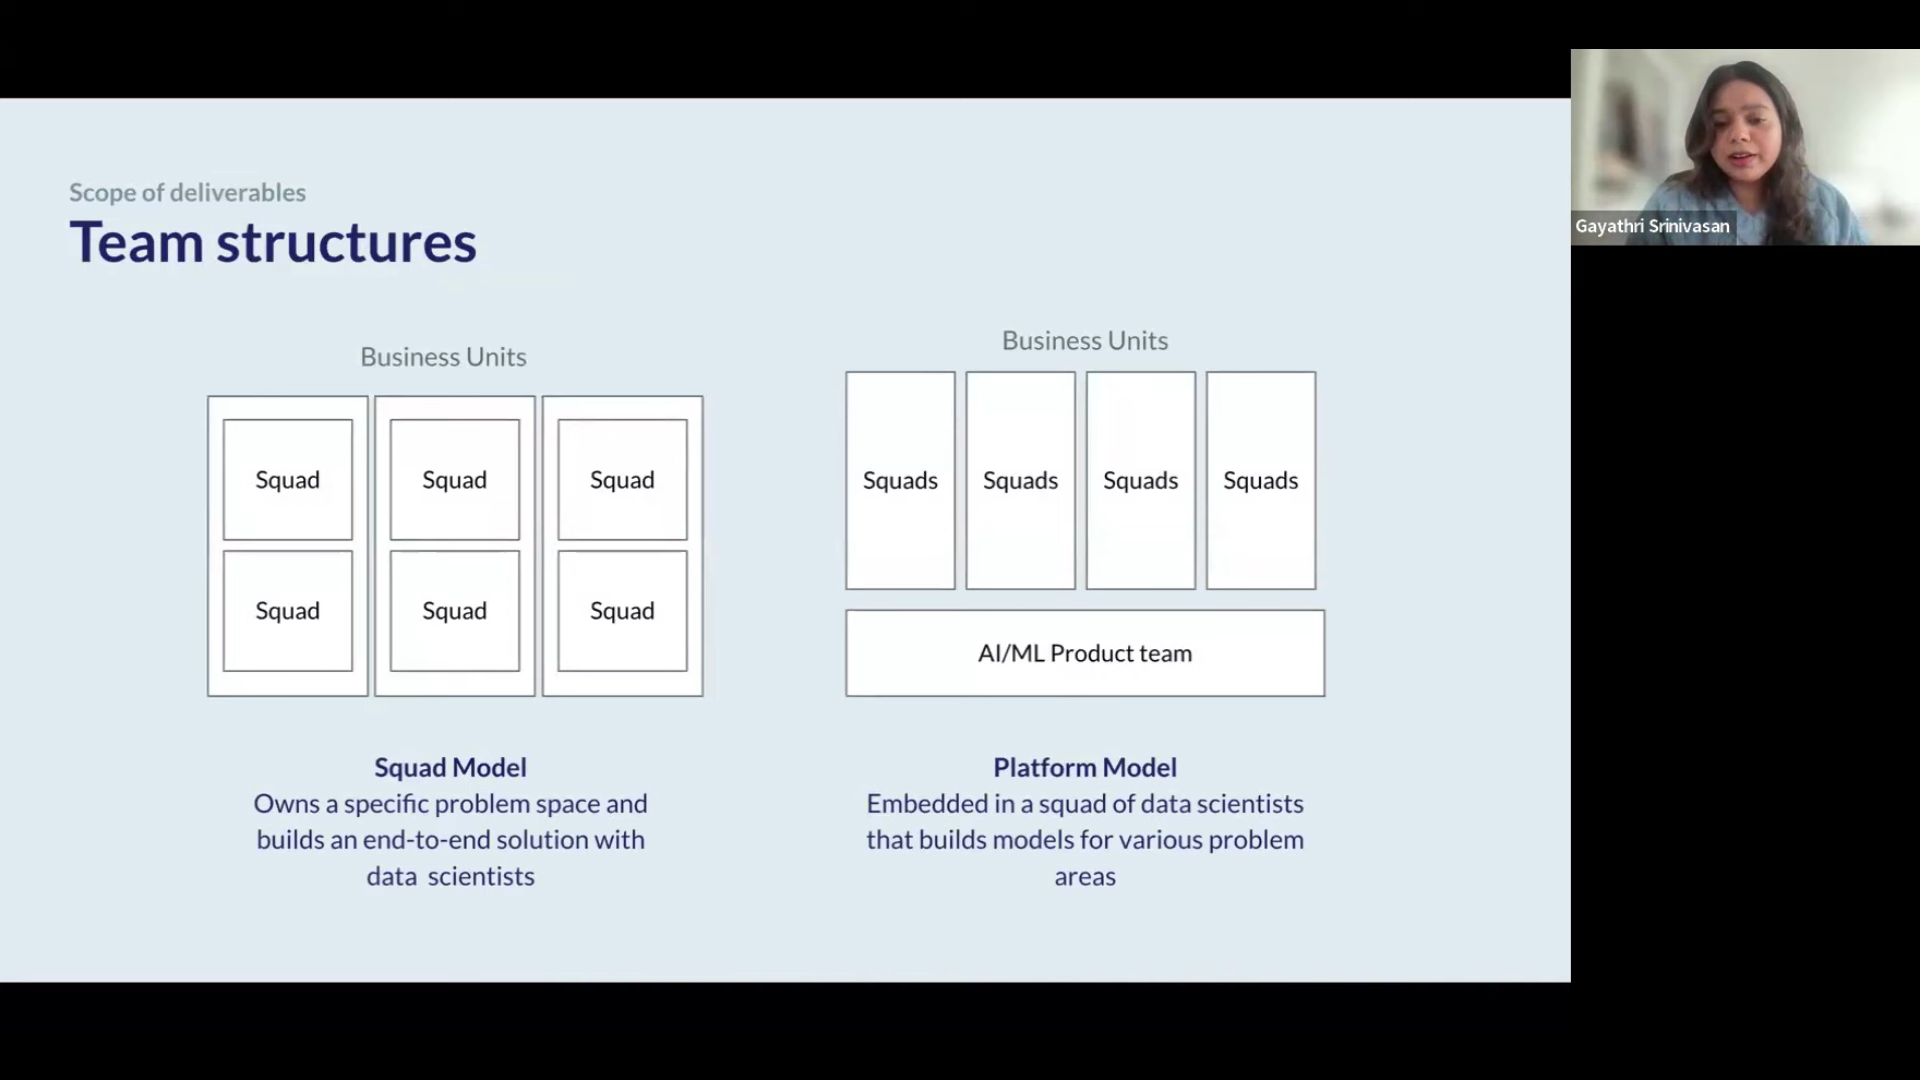 Scope of deliverables
Team structures
Business Units
Squad
Squad
Squad
Squad
Squad
Squad
Squad Model
Owns a specific problem space and
builds an end-to-end solution with
data scientists
Business Units
Squads
Squads
Squads
Squads
AI/ML Product team
Platform Model
Embedded in a squad of data scientists
that builds models for various problem
areas
Gayathri Srinivasan